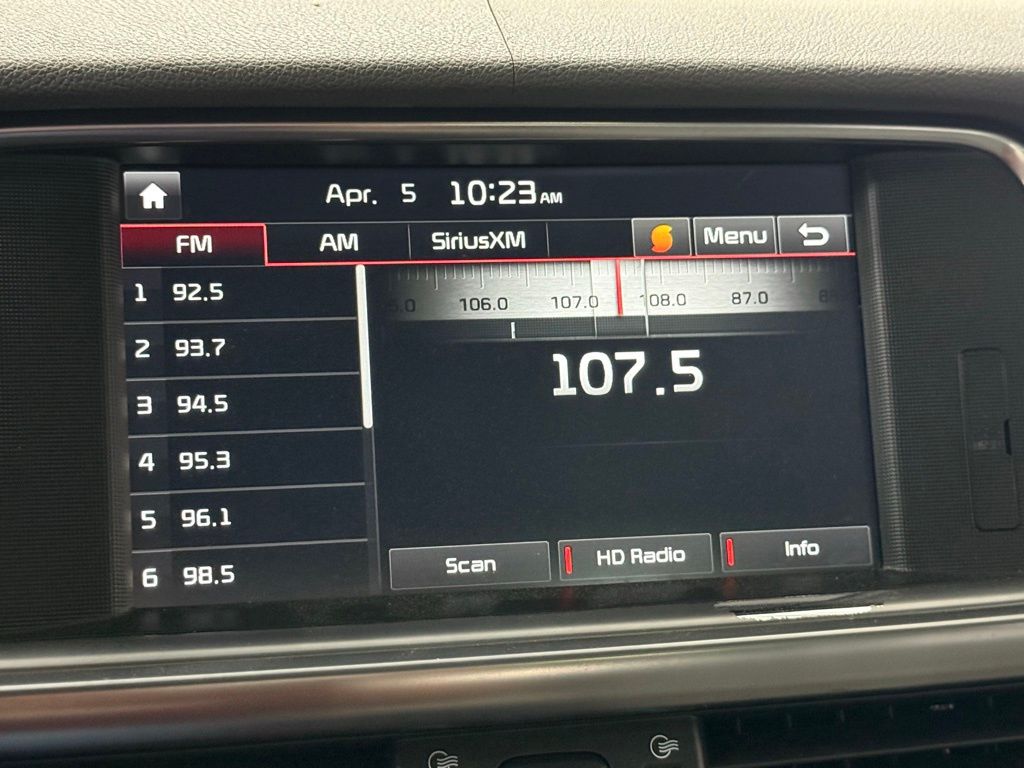 Apr. 5 10:23 AM
FM AM SiriusXM Menu
1 92.5
2 93.7
3 94.5
4 95.3
5 96.1
6 98.5
106.0 107.0 108.0 87.0
107.5
Scan HD Radio Info